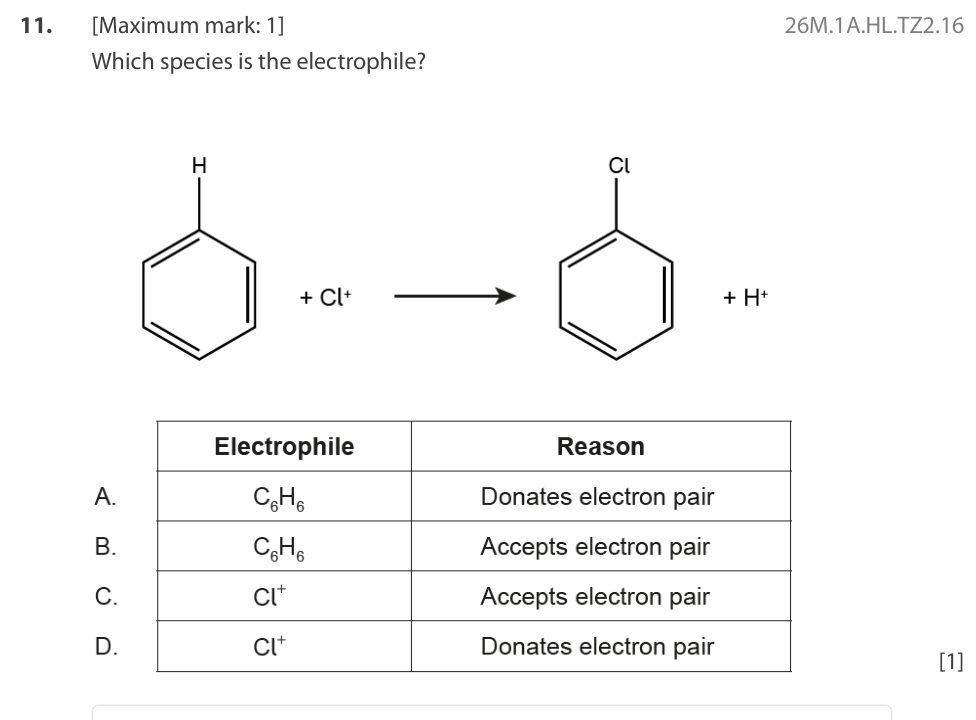 11. [Maximum mark: 1] 26M.1A.HL.TZ2.16
Which species is the electrophile?
H Cl
+ Cl⁺ + H⁺
Electrophile Reason
A. C₆H₆ Donates electron pair
B. C₆H₆ Accepts electron pair
C. Cl⁺ Accepts electron pair
D. Cl⁺ Donates electron pair
[1]